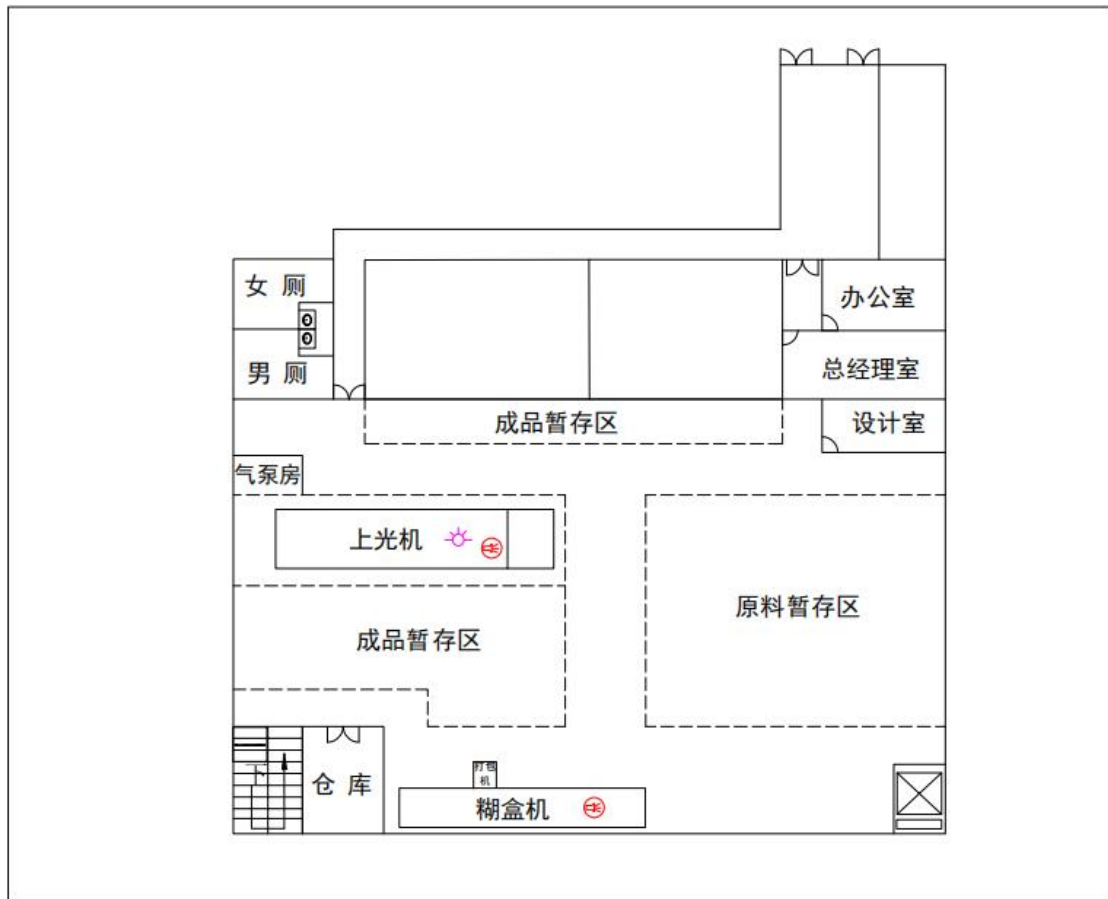 女 厕
办公室
男 厕
总经理室
成品暂存区
设计室
气泵房
上光机
原料暂存区
成品暂存区
下
仓 库
打包
机
糊盒机